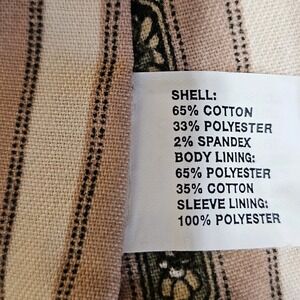 SHELL:
65% COTTON
33% POLYESTER
2% SPANDEX
BODY LINING:
65% POLYESTER
35% COTTON
SLEEVE LINING:
100% POLYESTER